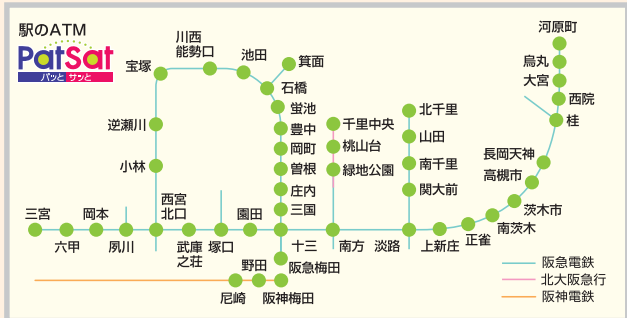 駅のATM
PatSat
パッと サッと
河原町
烏丸
大宮
西院
桂
長岡天神
高槻市
茨木市
南茨木
正雀
上新庄
淡路
南方
十三
川西
能勢口
池田
箕面
宝塚
石橋
蛍池
豊中
岡町
曽根
庄内
三国
逆瀬川
小林
千里中央
桃山台
緑地公園
北千里
山田
南千里
関大前
三宮
六甲
岡本
夙川
西宮
北口
武庫
之荘
塚口
園田
阪急梅田
野田
尼崎
阪神梅田
阪急電鉄
北大阪急行
阪神電鉄